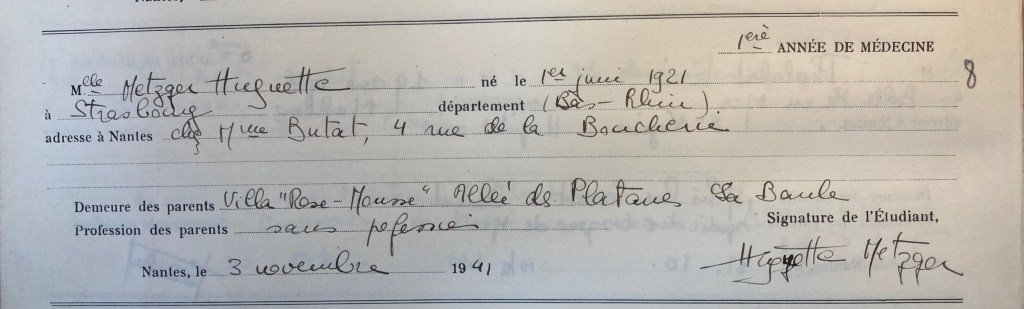 1ère ANNÉE DE MÉDECINE
Mlle Metzger Huguette né le 1er juin 1921
8
à Strasbourg département (Bas-Rhin)
adresse à Nantes chez Mme Butat, 4 rue de la Boucherie
Demeure des parents Villa "Rose-Mousse" Allée des Platanes La Baule
Profession des parents sans profession
Signature de l'Étudiant,
Nantes, le 3 novembre 1941
Huguette Metzger